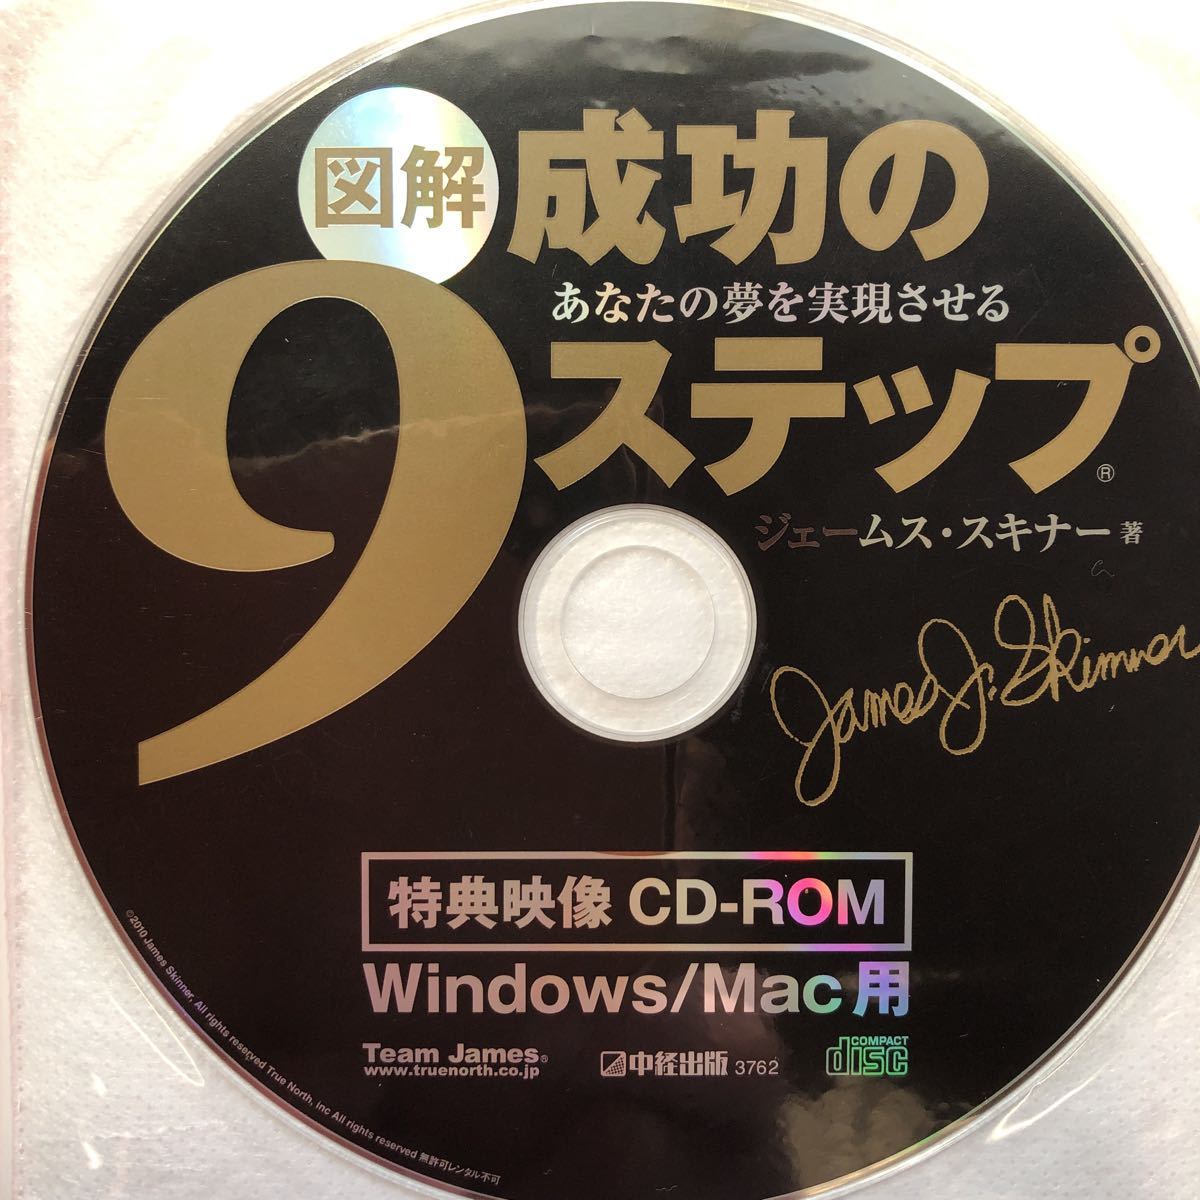 図解
成功の
あなたの夢を実現させる
9ステップ®
ジェームス・スキナー 著
James J. Skinner
特典映像 CD-ROM
Windows/Mac用
Team James®
www.truenorth.co.jp
中経出版 3762
COMPACT
disc
©2010 James Skinner, All rights reserved True North, inc All rights reserved 無許可レンタル不可